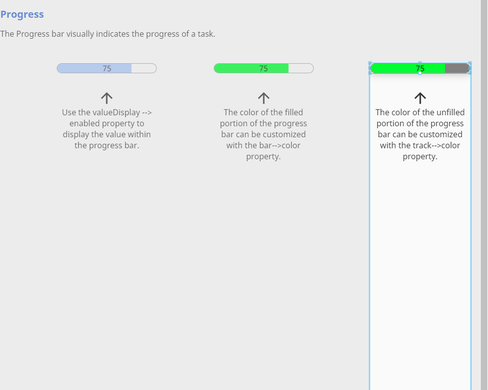 Progress
The Progress bar visually indicates the progress of a task.
75
75
75
Use the valueDisplay -->
enabled property to
display the value within
the progress bar.
The color of the filled
portion of the progress
bar can be customized
with the bar-->color
property.
The color of the unfilled
portion of the progress
bar can be customized
with the track-->color
property.